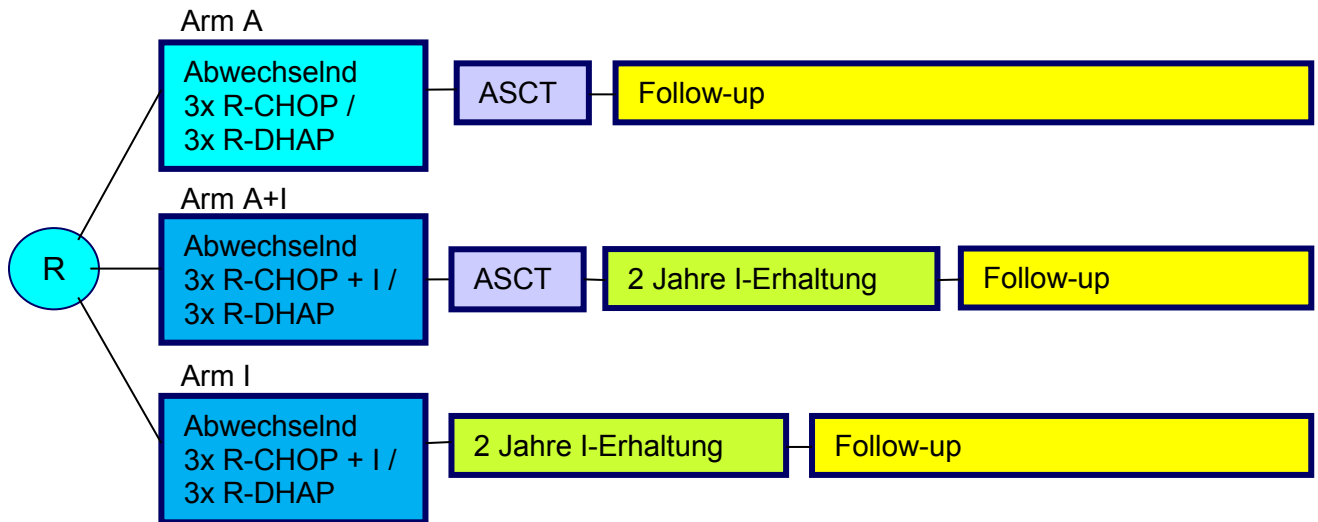 Arm A
Abwechselnd
3x R-CHOP /
3x R-DHAP
ASCT
Follow-up
Arm A+I
R
Abwechselnd
3x R-CHOP + I /
3x R-DHAP
ASCT
2 Jahre I-Erhaltung
Follow-up
Arm I
Abwechselnd
3x R-CHOP + I /
3x R-DHAP
2 Jahre I-Erhaltung
Follow-up